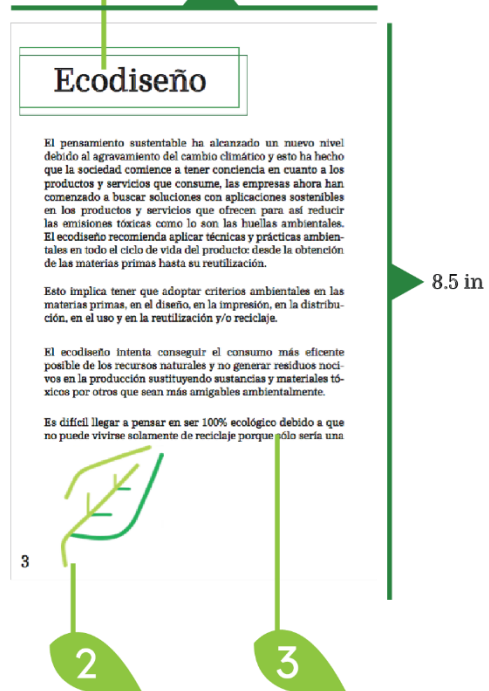 Ecodiseño
El pensamiento sustentable ha alcanzado un nuevo nivel
debido al agravamiento del cambio climático y esto ha hecho
que la sociedad comience a tener conciencia en cuanto a los
productos y servicios que consume, las empresas ahora han
comenzado a buscar soluciones con aplicaciones sostenibles
en los productos y servicios que ofrecen para así reducir
las emisiones tóxicas como lo son las huellas ambientales.
El ecodiseño recomienda aplicar técnicas y prácticas ambien-
tales en todo el ciclo de vida del producto: desde la obtención
de las materias primas hasta su reutilización.
Esto implica tener que adoptar criterios ambientales en las
materias primas, en el diseño, en la impresión, en la distribu-
ción, en el uso y en la reutilización y/o reciclaje.
El ecodiseño intenta conseguir el consumo más eficente
posible de los recursos naturales y no generar residuos noci-
vos en la producción sustituyendo sustancias y materiales tó-
xicos por otros que sean más amigables ambientalmente.
Es difícil llegar a pensar en ser 100% ecológico debido a que
no puede vivirse solamente de reciclaje porque sólo sería una
3
8.5 in
2
3